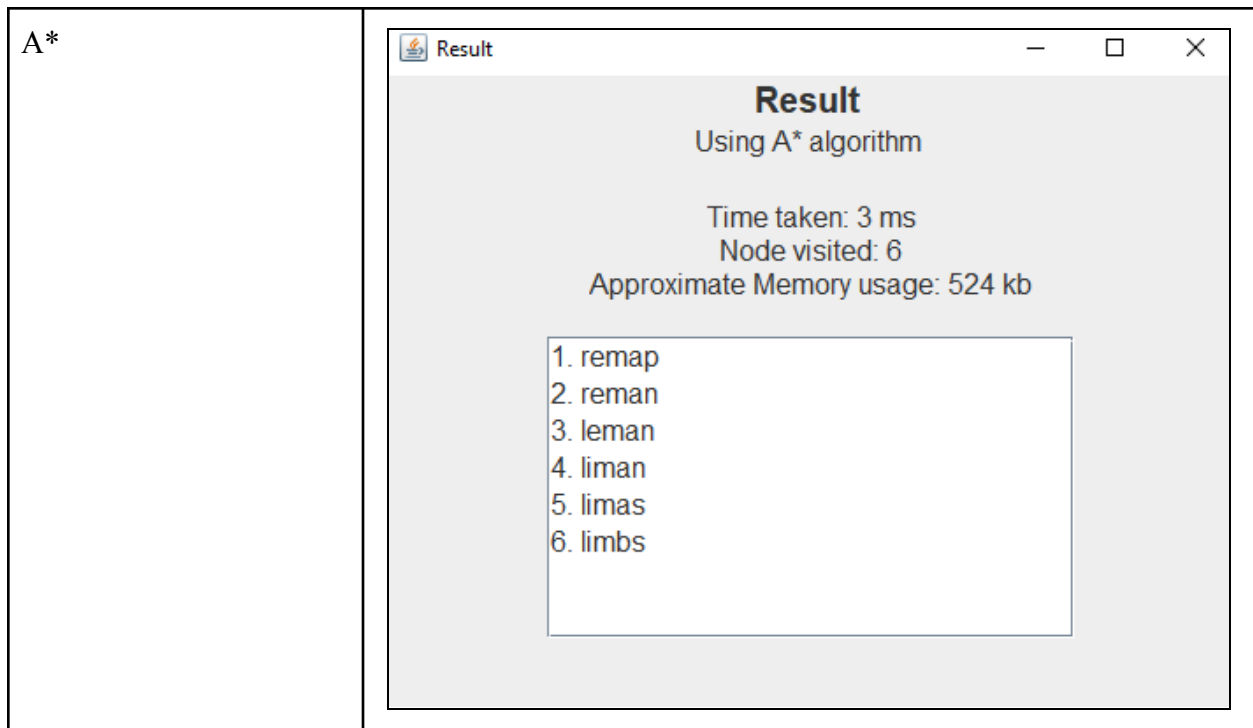 A*
Result
Result
Using A* algorithm
Time taken: 3 ms
Node visited: 6
Approximate Memory usage: 524 kb
1. remap
2. reman
3. leman
4. liman
5. limas
6. limbs